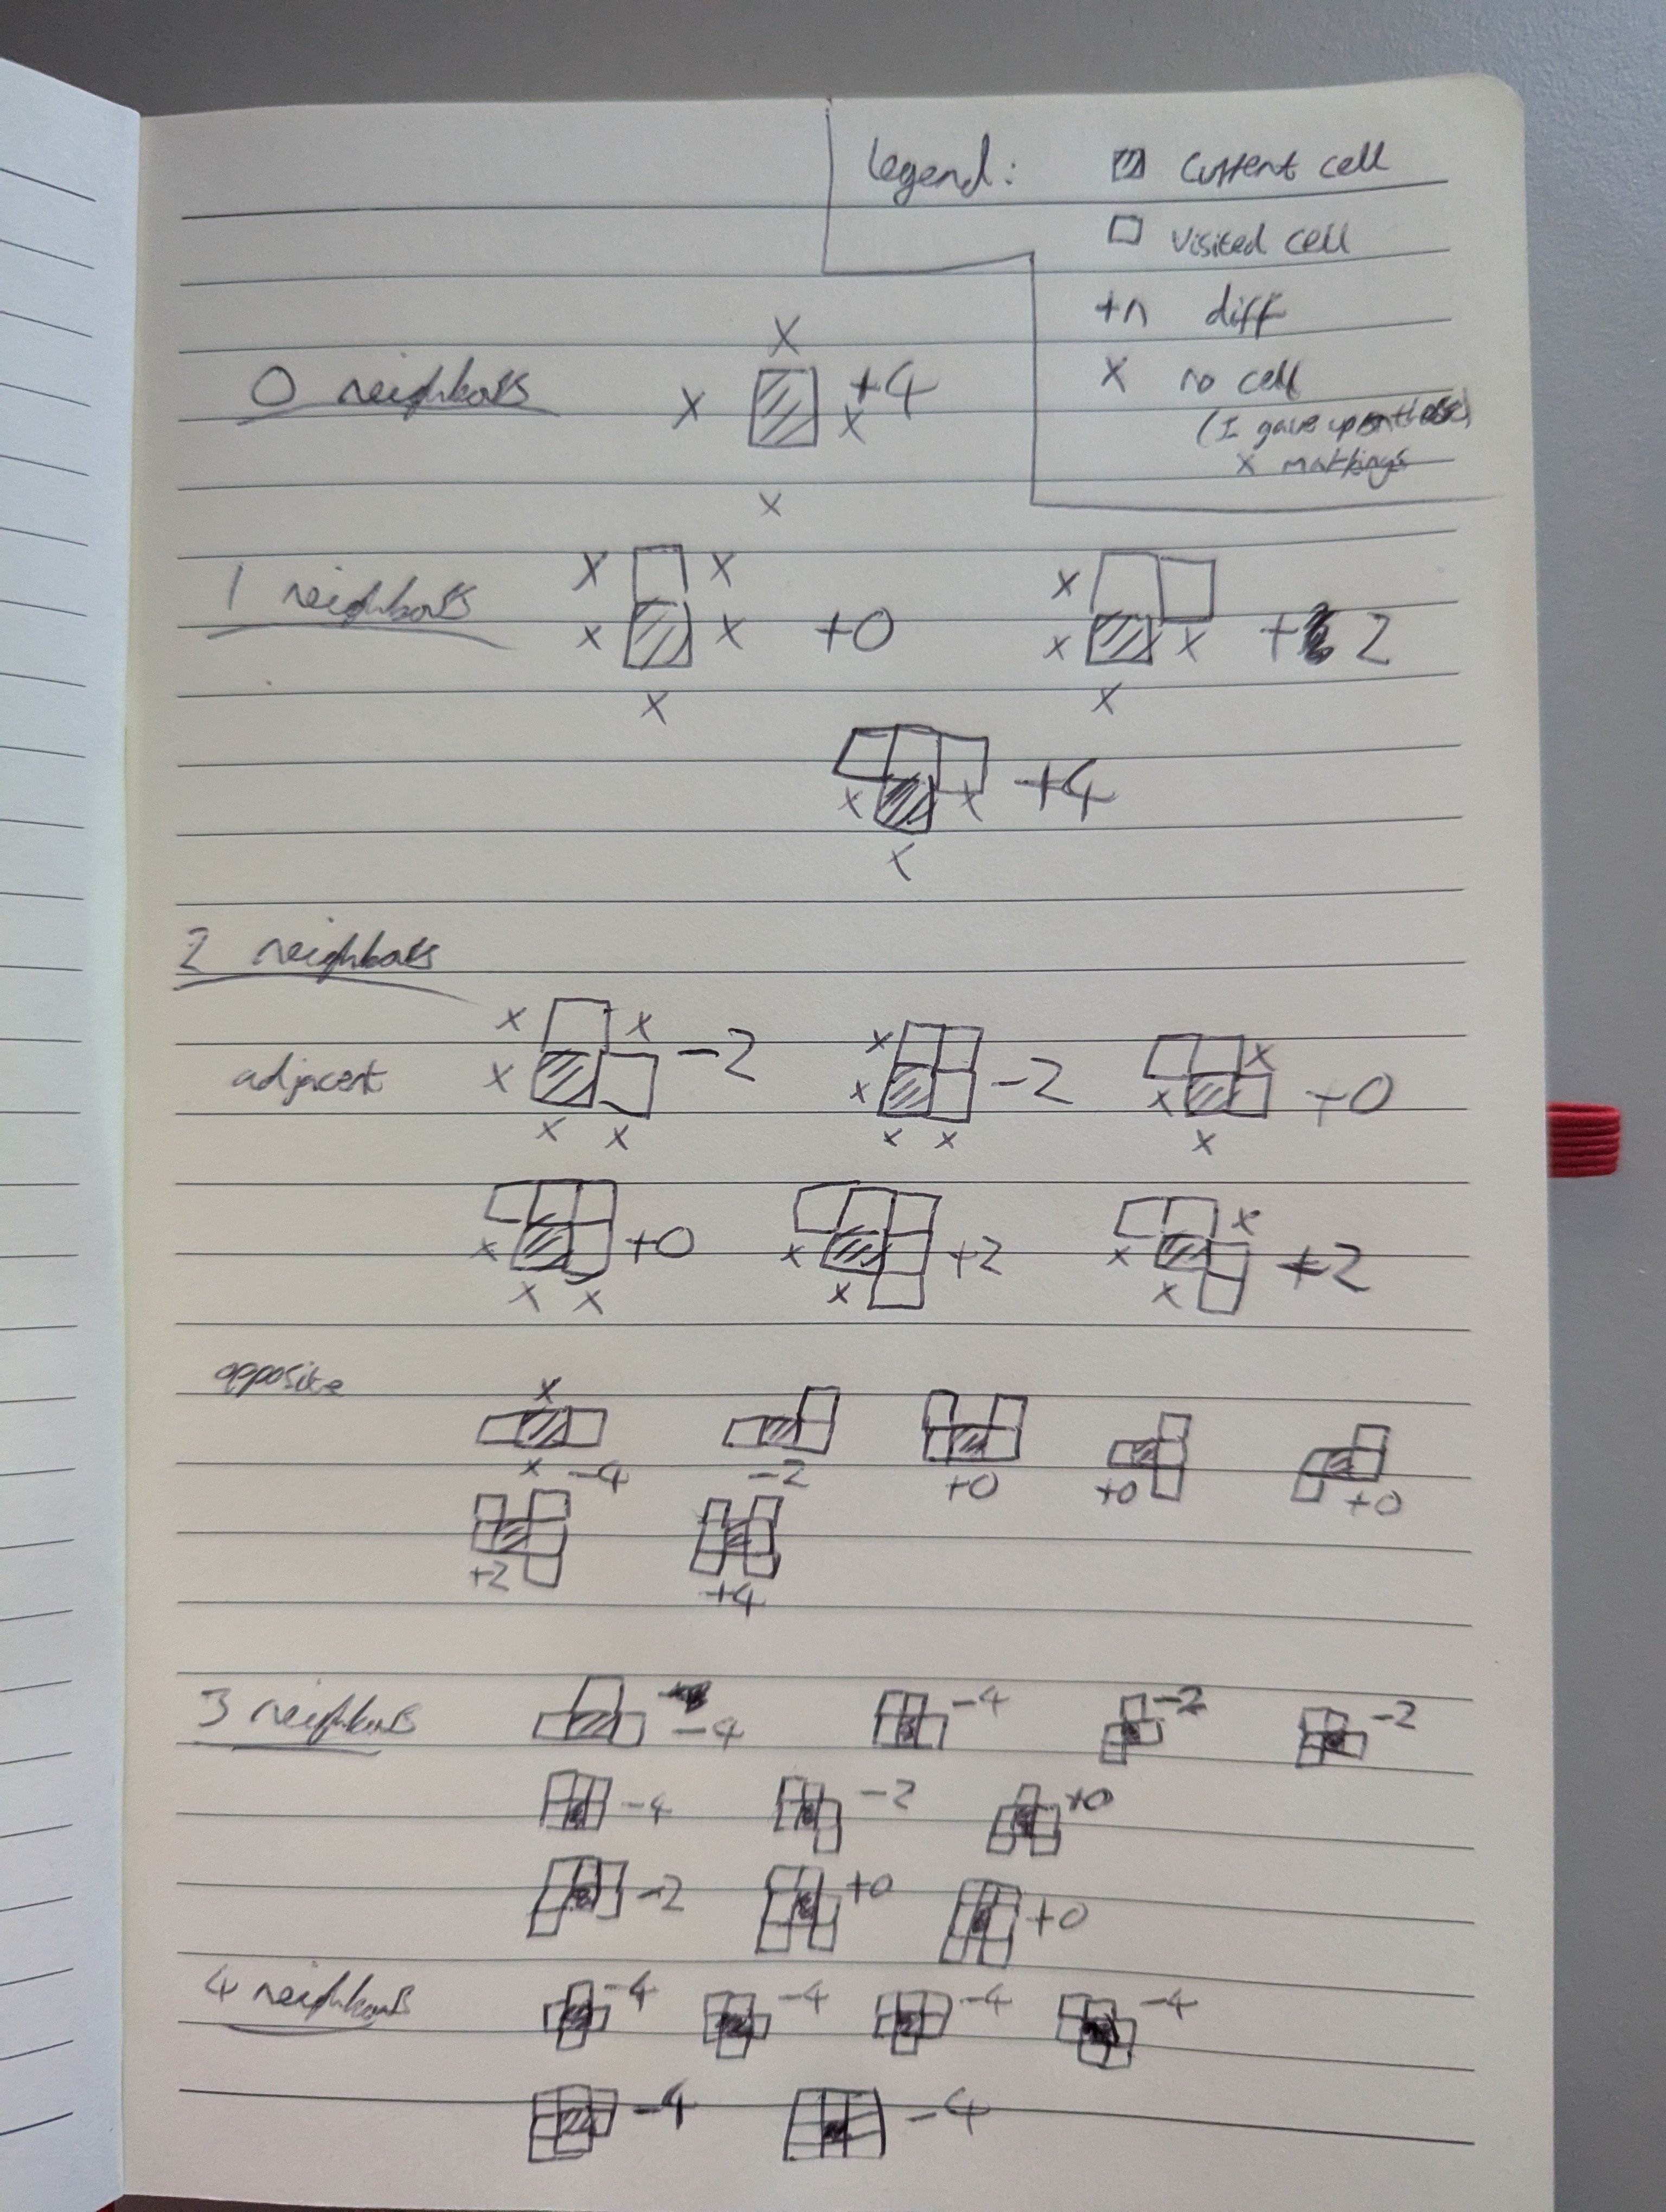 legend: current cell
visited cell
+n diff
x no cell
(I gave up on these)
x markings
0 neighbors
x
x +4
x
x
1 neighbors
x x
x x +0
x
x
x x +2
x
x x +4
x
2 neighbors
adjacent
x x
x -2
x x
x
x -2
x x
x
x +0
x
x +0
x x
x +2
x
x
x +2
x
opposite
x
x -4
-2
+0
+0
+0
+2
+4
3 neighbors
-4
-4
-2
-2
-4
-2
+0
-2
+0
+0
4 neighbors
-4
-4
-4
-4
-4
-4